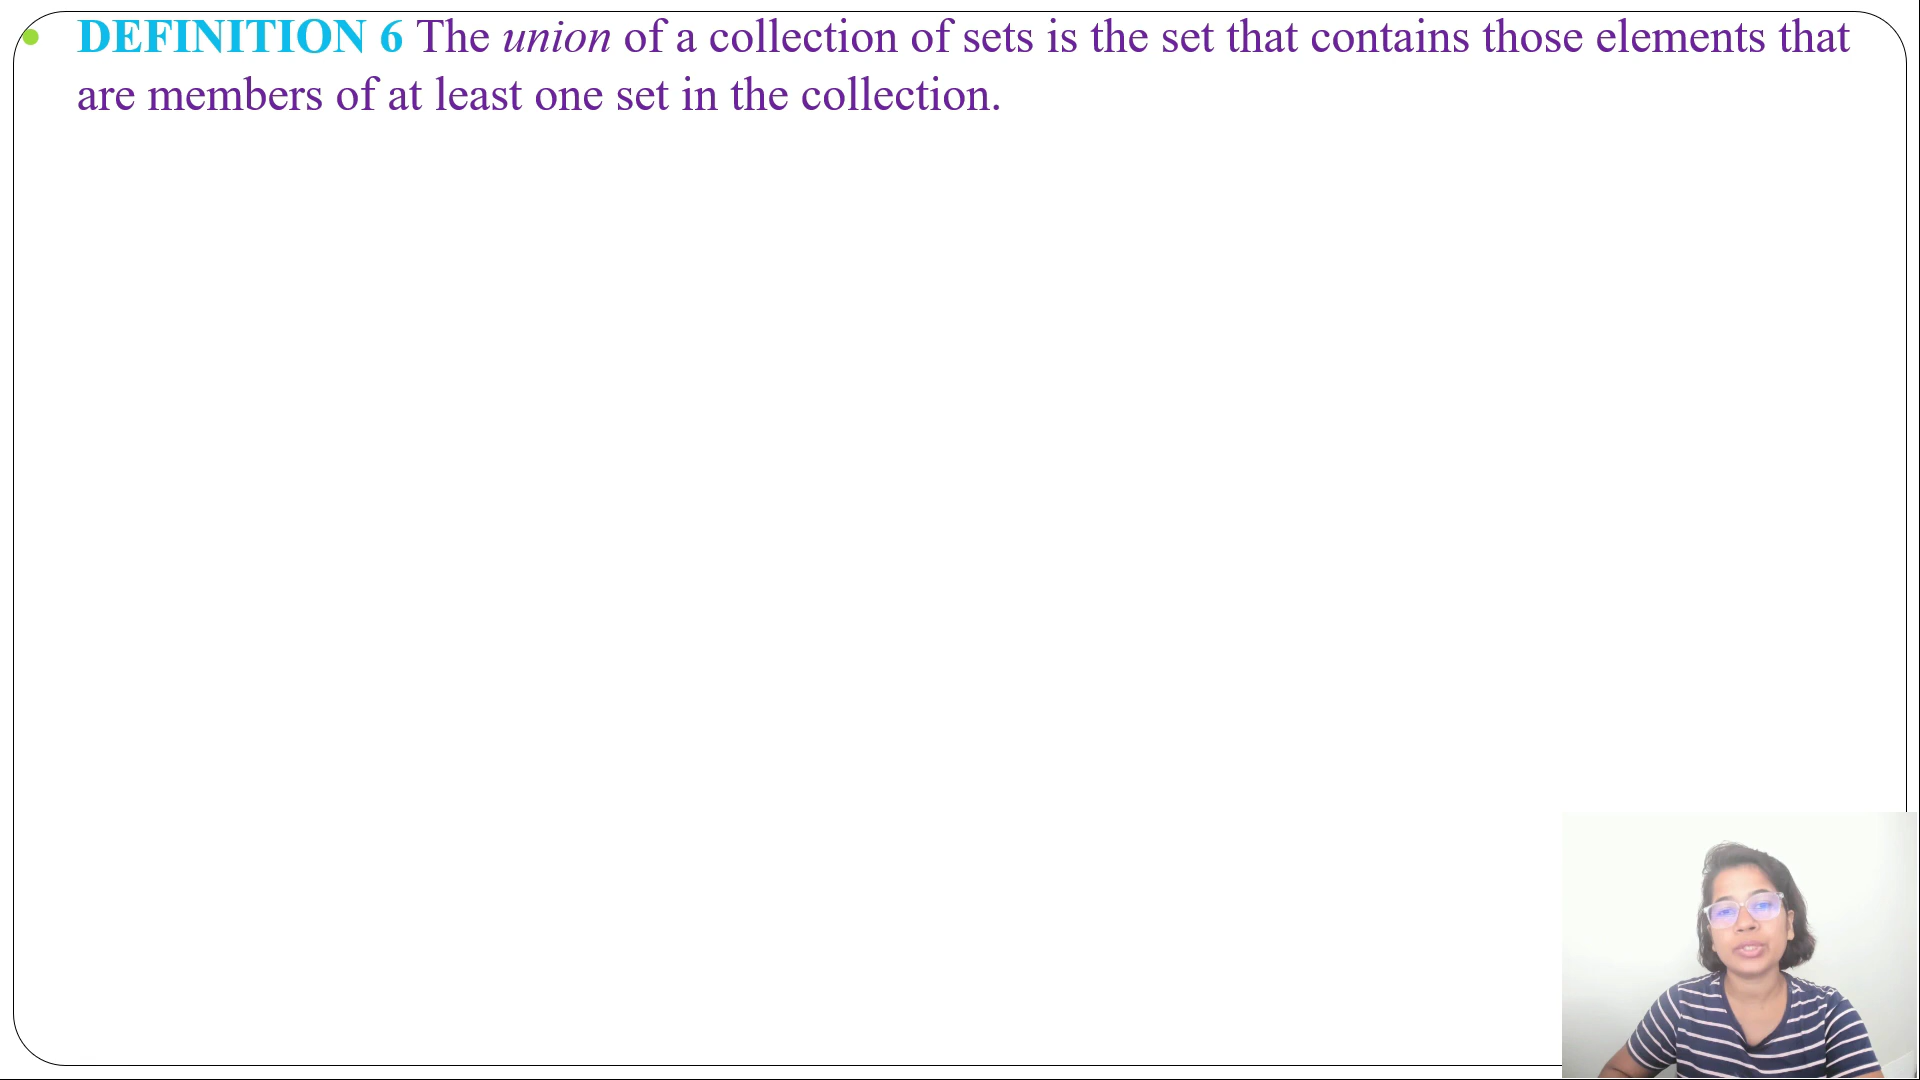 DEFINITION 6 The union of a collection of sets is the set that contains those elements that
are members of at least one set in the collection.